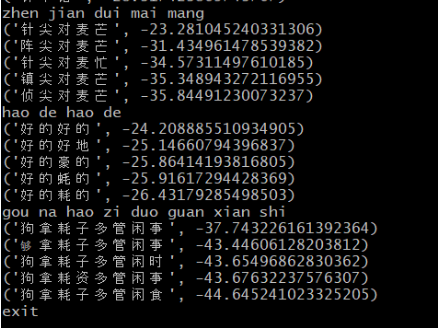 zhen jian dui mai mang
('针尖对麦芒', -23.281045240331306)
('阵尖对麦芒', -31.434961478539382)
('针尖对麦忙', -34.57311497610185)
('镇尖对麦芒', -35.348943272116955)
('侦尖对麦芒', -35.84491230073237)
hao de hao de
('好的好的', -24.208885510934905)
('好的好地', -25.14660794396837)
('好的豪的', -25.86414193816805)
('好的蚝的', -25.91617294428369)
('好的耗的', -26.43179285498503)
gou na hao zi duo guan xian shi
('狗拿耗子多管闲事', -37.743226161392364)
('够拿耗子多管闲事', -43.44606128203812)
('狗拿耗子多管闲时', -43.65496862830362)
('狗拿耗资多管闲事', -43.67632237576307)
('狗拿耗子多管闲食', -44.645241023325205)
exit